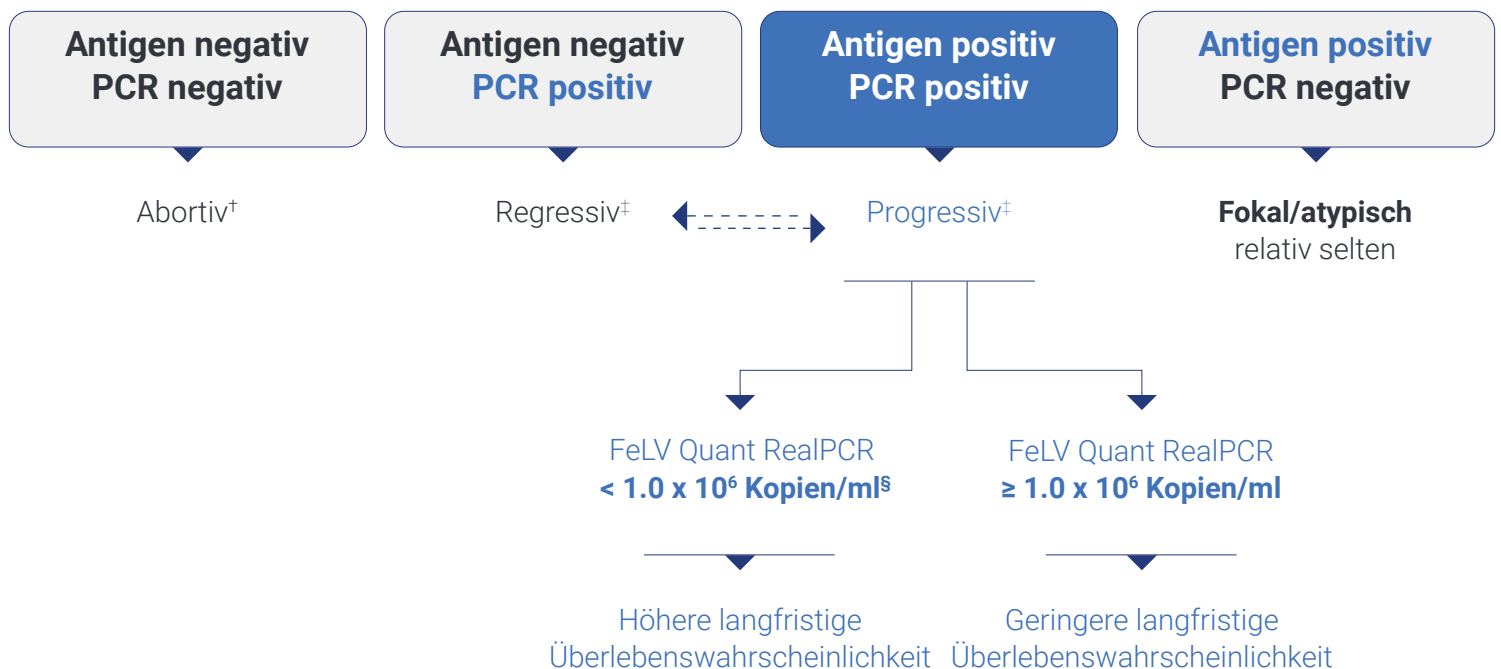 Antigen negativ
PCR negativ
Antigen negativ
PCR positiv
Antigen positiv
PCR positiv
Antigen positiv
PCR negativ
Abortiv†
Regressiv‡
Progressiv‡
Fokal/atypisch
relativ selten
FeLV Quant RealPCR
< 1.0 x 10⁶ Kopien/ml§
FeLV Quant RealPCR
≥ 1.0 x 10⁶ Kopien/ml
Höhere langfristige
Überlebenswahrscheinlichkeit
Geringere langfristige
Überlebenswahrscheinlichkeit